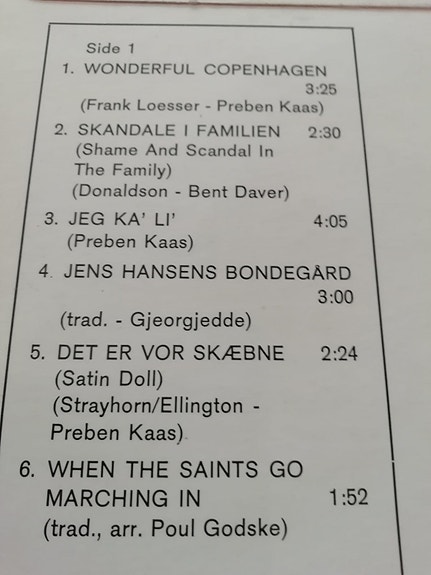 Side 1
1. WONDERFUL COPENHAGEN
3:25
(Frank Loesser - Preben Kaas)
2. SKANDALE I FAMILIEN 2:30
(Shame And Scandal In
The Family)
(Donaldson - Bent Daver)
3. JEG KA' LI' 4:05
(Preben Kaas)
4. JENS HANSENS BONDEGÅRD
3:00
(trad. - Gjeorgjedde)
5. DET ER VOR SKÆBNE 2:24
(Satin Doll)
(Strayhorn/Ellington -
Preben Kaas)
6. WHEN THE SAINTS GO
MARCHING IN 1:52
(trad., arr. Poul Godske)